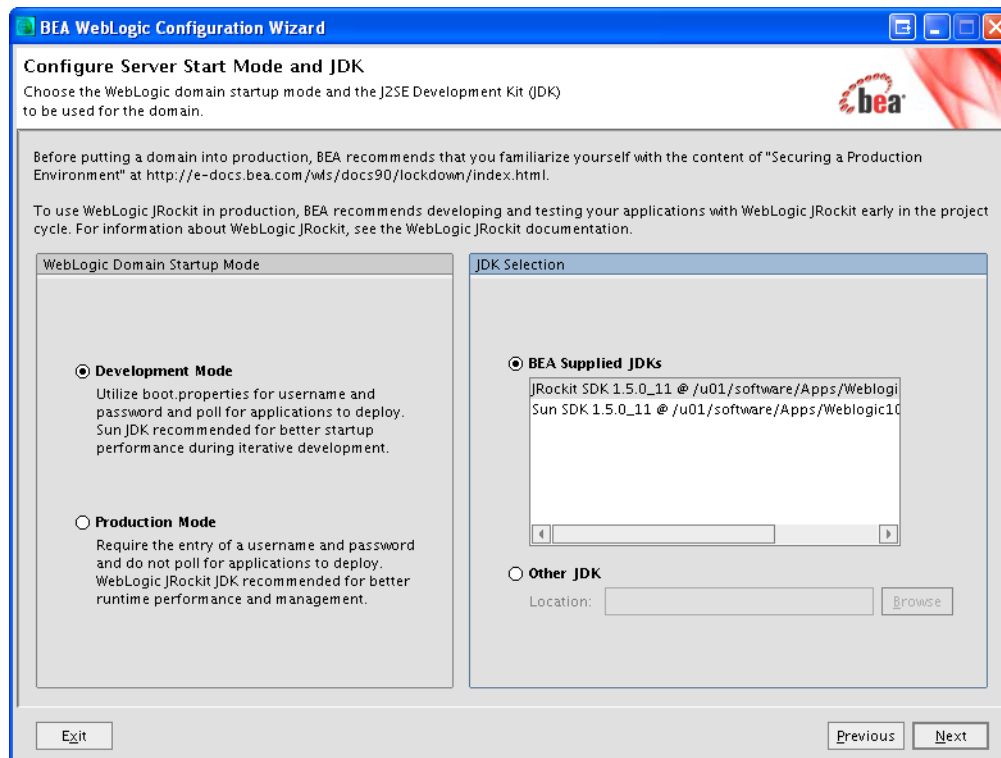 BEA WebLogic Configuration Wizard
Configure Server Start Mode and JDK
Choose the WebLogic domain startup mode and the J2SE Development Kit (JDK)
to be used for the domain.
bea
Before putting a domain into production, BEA recommends that you familiarize yourself with the content of "Securing a Production
Environment" at http://e-docs.bea.com/wls/docs90/lockdown/index.html.
To use WebLogic JRockit in production, BEA recommends developing and testing your applications with WebLogic JRockit early in the project
cycle. For information about WebLogic JRockit, see the WebLogic JRockit documentation.
WebLogic Domain Startup Mode
Development Mode
Utilize boot.properties for username and
password and poll for applications to deploy.
Sun JDK recommended for better startup
performance during iterative development.
Production Mode
Require the entry of a username and password
and do not poll for applications to deploy.
WebLogic JRockit JDK recommended for better
runtime performance and management.
JDK Selection
BEA Supplied JDKs
JRockit SDK 1.5.0_11 @ /u01/software/Apps/Weblogi
Sun SDK 1.5.0_11 @ /u01/software/Apps/Weblogic10
Other JDK
Location:
Browse
Exit
Previous
Next